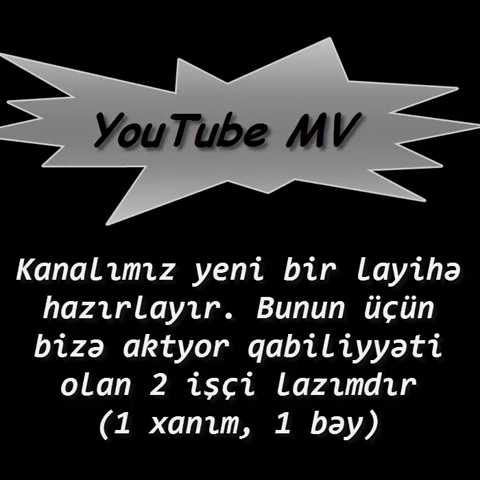 YouTube MV
Kanalımız yeni bir layihə
hazırlayır. Bunun üçün
bizə aktyor qabiliyyəti
olan 2 işçi lazımdır
(1 xanım, 1 bəy)